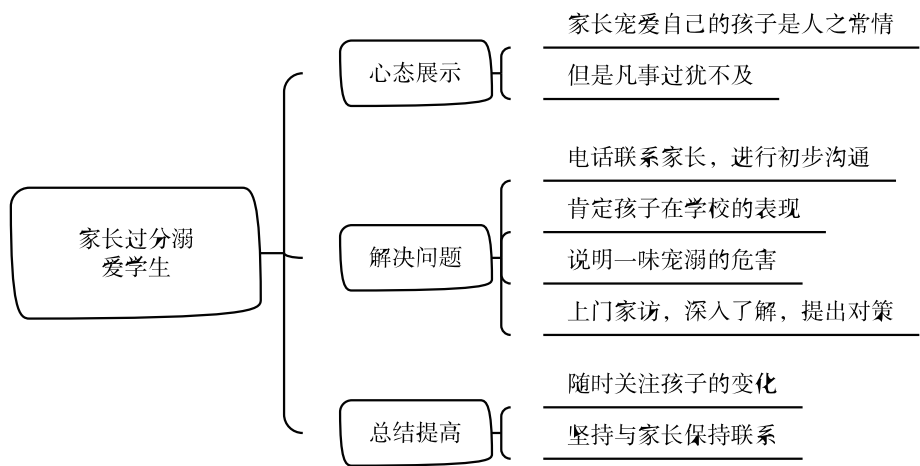 家长过分溺
爱学生
心态展示
家长宠爱自己的孩子是人之常情
但是凡事过犹不及
解决问题
电话联系家长，进行初步沟通
肯定孩子在学校的表现
说明一味宠溺的危害
上门家访，深入了解，提出对策
总结提高
随时关注孩子的变化
坚持与家长保持联系